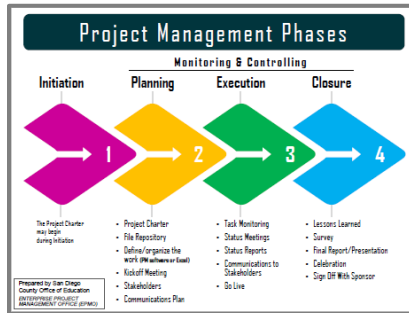 Project Management Phases
Monitoring & Controlling
Initiation
Planning
Execution
Closure
1
2
3
4
The Project Charter
may begin
during Initiation
• Project Charter
• File Repository
• Define/organize the
work (PM software or Excel)
• Kickoff Meeting
• Stakeholders
• Communications Plan
• Task Monitoring
• Status Meetings
• Status Reports
• Communications to
Stakeholders
• Go Live
• Lessons Learned
• Survey
• Final Report/Presentation
• Celebration
• Sign Off With Sponsor
Prepared by San Diego
County Office of Education
ENTERPRISE PROJECT
MANAGEMENT OFFICE (EPMO)